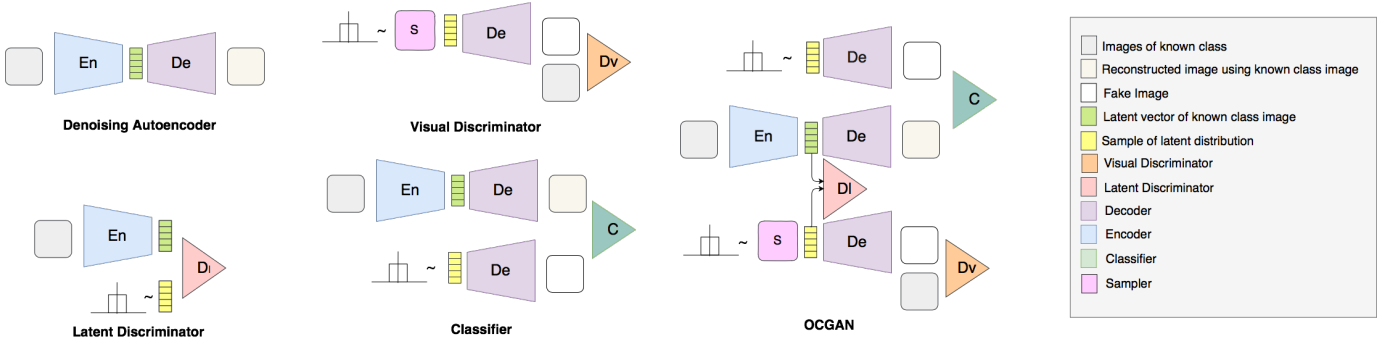 En
De
Denoising Autoencoder
~
S
De
Dv
Visual Discriminator
En
Dl
~
Latent Discriminator
En
De
C
~
De
Classifier
~
De
C
En
De
Dl
~
S
De
Dv
OCGAN
Images of known class
Reconstructed image using known class image
Fake Image
Latent vector of known class image
Sample of latent distribution
Visual Discriminator
Latent Discriminator
Decoder
Encoder
Classifier
Sampler